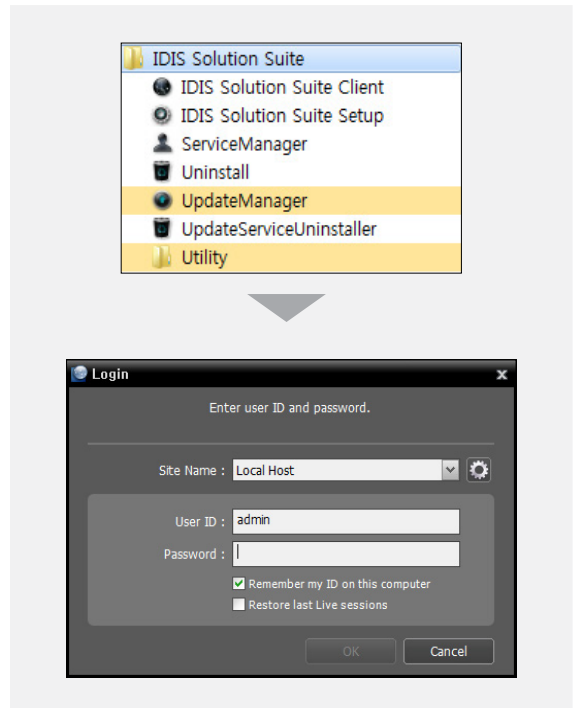 IDIS Solution Suite
IDIS Solution Suite Client
IDIS Solution Suite Setup
ServiceManager
Uninstall
UpdateManager
UpdateServiceUninstaller
Utility
Login x
Enter user ID and password.
Site Name : Local Host
User ID : admin
Password :
Remember my ID on this computer
Restore last Live sessions
OK Cancel